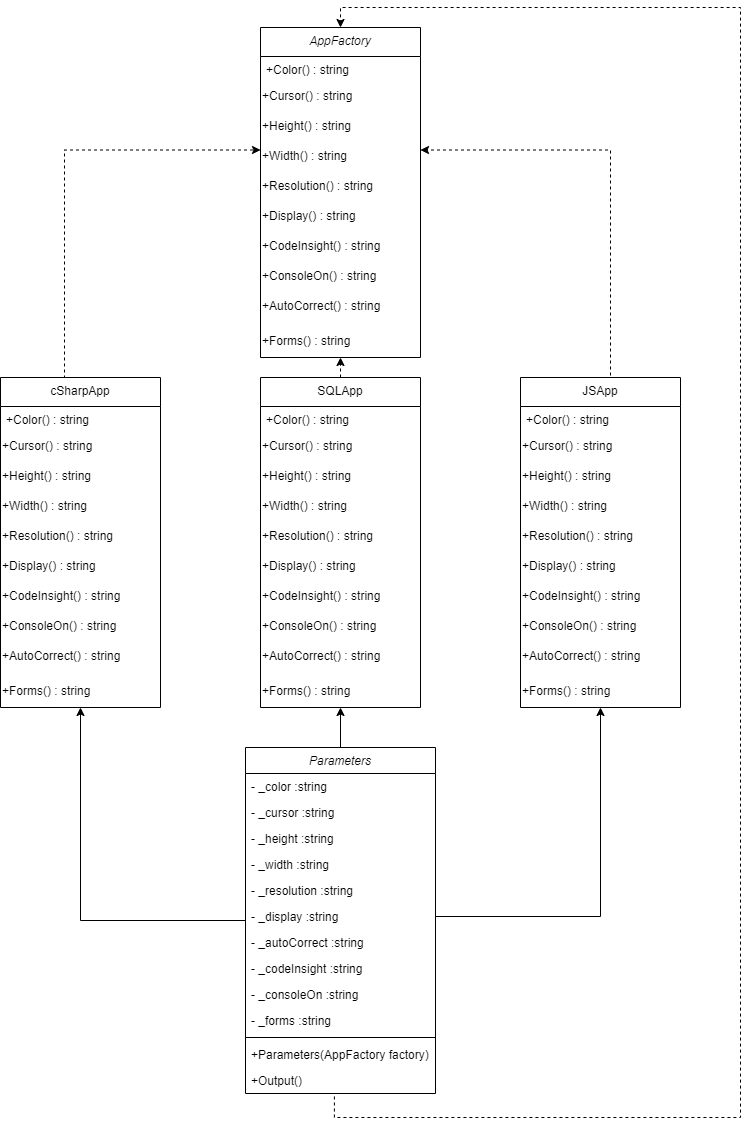 AppFactory
+Color() : string
+Cursor() : string
+Height() : string
+Width() : string
+Resolution() : string
+Display() : string
+CodeInsight() : string
+ConsoleOn() : string
+AutoCorrect() : string
+Forms() : string
cSharpApp
+Color() : string
+Cursor() : string
+Height() : string
+Width() : string
+Resolution() : string
+Display() : string
+CodeInsight() : string
+ConsoleOn() : string
+AutoCorrect() : string
+Forms() : string
SQLApp
+Color() : string
+Cursor() : string
+Height() : string
+Width() : string
+Resolution() : string
+Display() : string
+CodeInsight() : string
+ConsoleOn() : string
+AutoCorrect() : string
+Forms() : string
JSApp
+Color() : string
+Cursor() : string
+Height() : string
+Width() : string
+Resolution() : string
+Display() : string
+CodeInsight() : string
+ConsoleOn() : string
+AutoCorrect() : string
+Forms() : string
Parameters
- _color :string
- _cursor :string
- _height :string
- _width :string
- _resolution :string
- _display :string
- _autoCorrect :string
- _codeInsight :string
- _consoleOn :string
- _forms :string
+Parameters(AppFactory factory)
+Output()